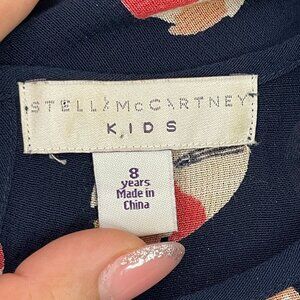 STELLA McCARTNEY
KIDS
8
years
Made in
China